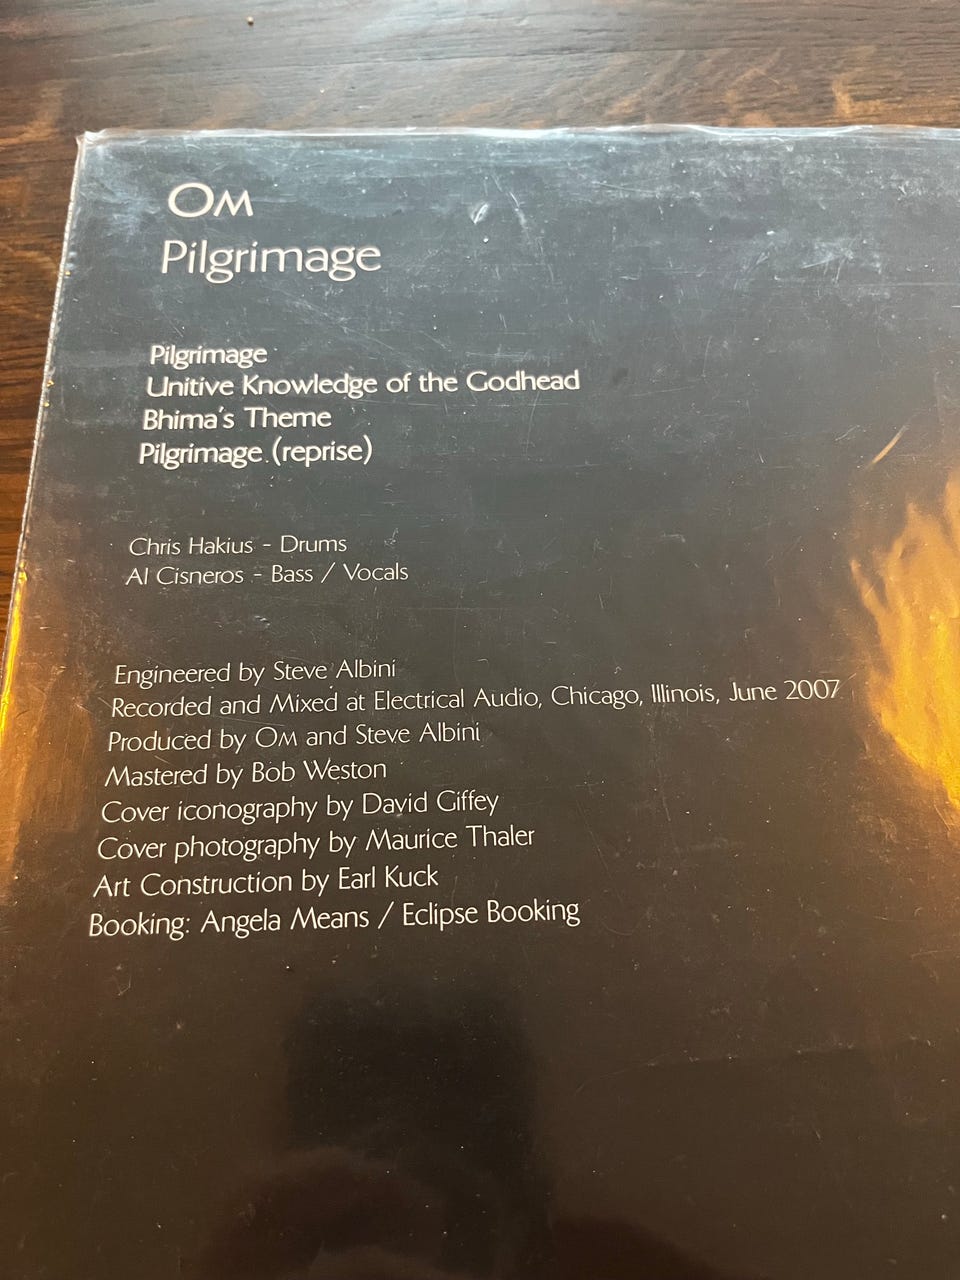 Om
Pilgrimage
Pilgrimage
Unitive Knowledge of the Godhead
Bhima's Theme
Pilgrimage (reprise)
Chris Hakius - Drums
Al Cisneros - Bass / Vocals
Engineered by Steve Albini
Recorded and Mixed at Electrical Audio, Chicago, Illinois, June 2007
Produced by Om and Steve Albini
Mastered by Bob Weston
Cover iconography by David Giffey
Cover photography by Maurice Thaler
Art Construction by Earl Kuck
Booking: Angela Means / Eclipse Booking